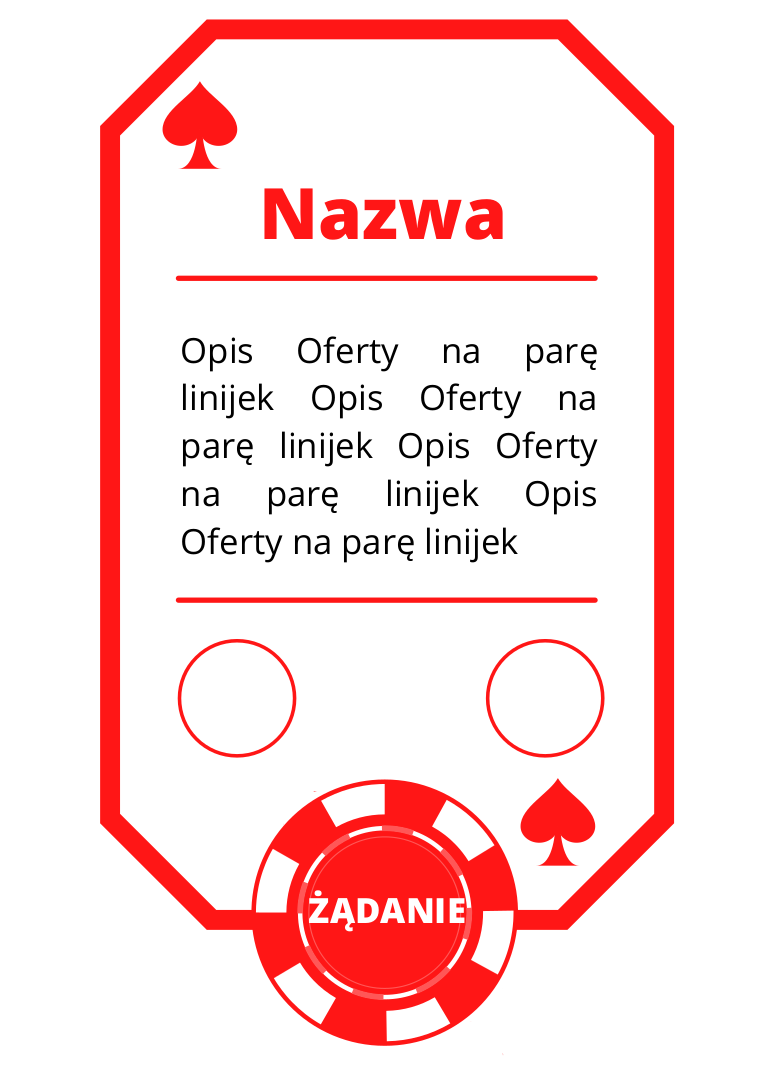 Nazwa
Opis Oferty na parę
linijek Opis Oferty na
parę linijek Opis Oferty
na parę linijek Opis
Oferty na parę linijek
ŻĄDANIE